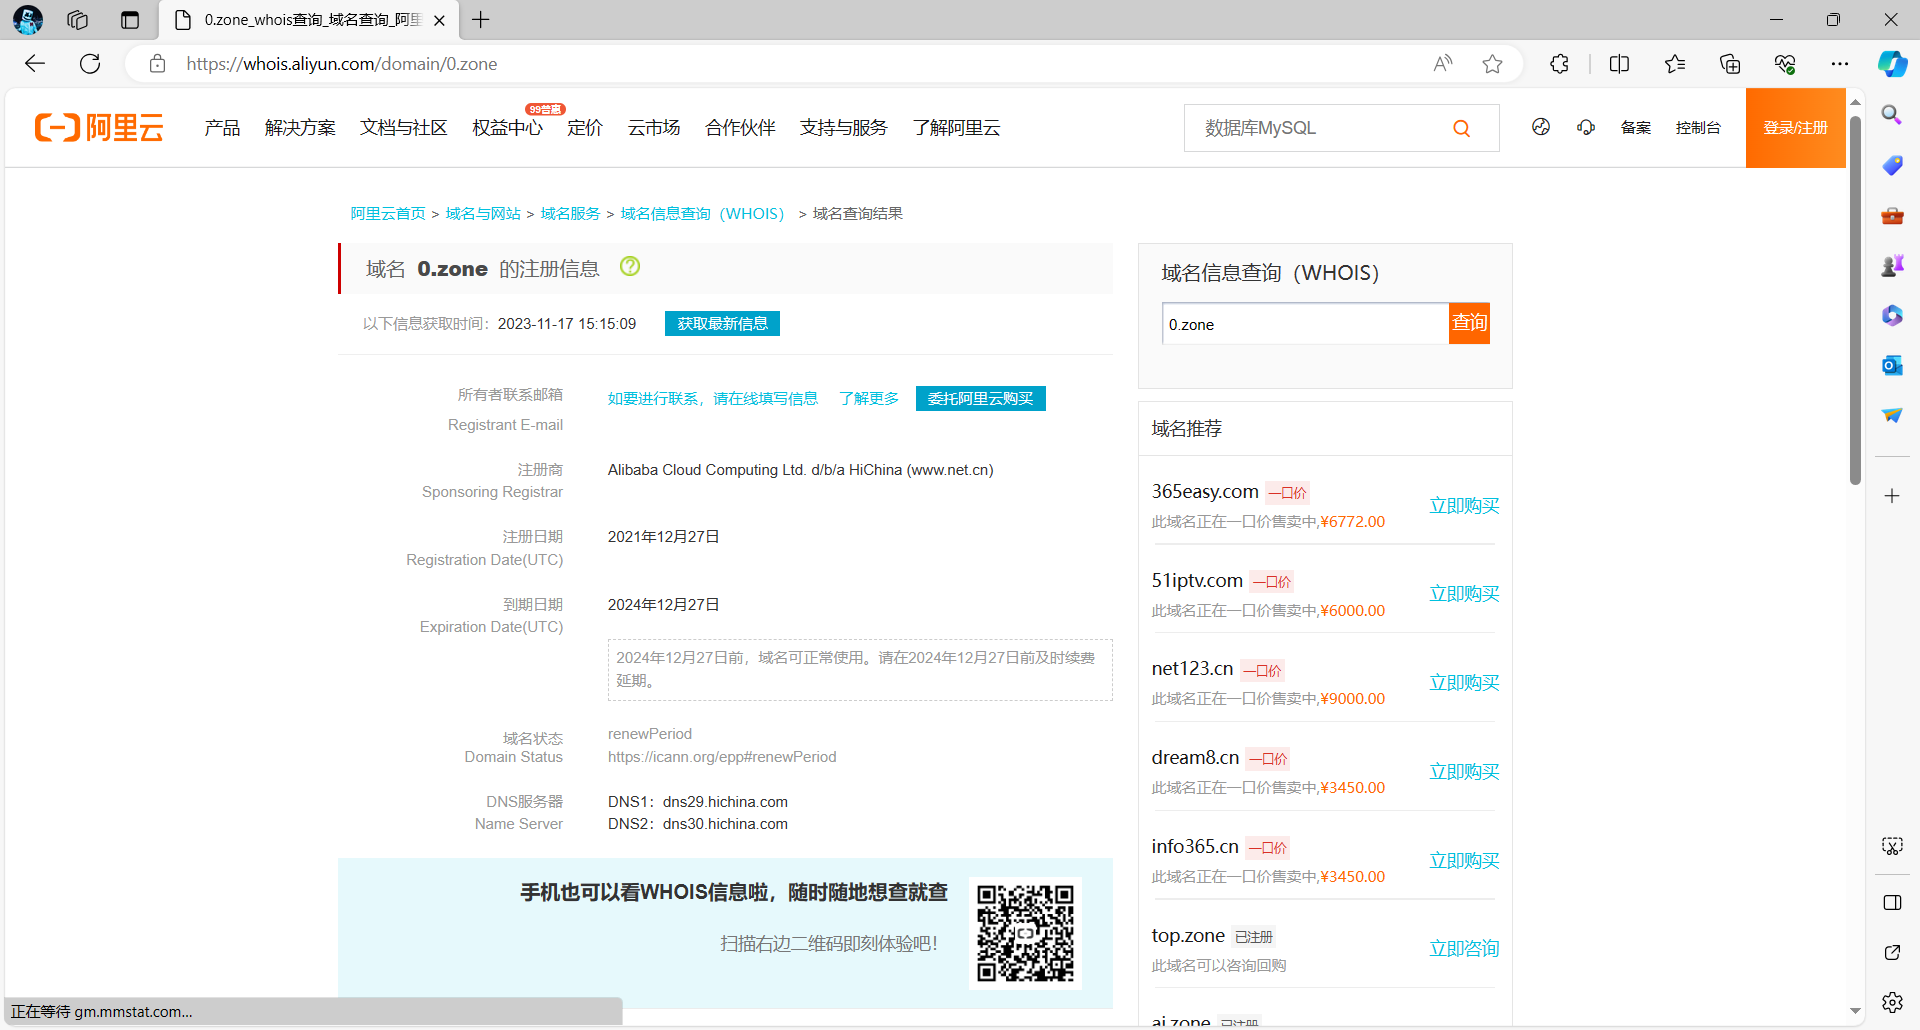 0.zone_whois查询_域名查询_阿里
https://whois.aliyun.com/domain/0.zone
阿里云
产品
解决方案
文档与社区
权益中心
99普惠
定价
云市场
合作伙伴
支持与服务
了解阿里云
数据库MySQL
备案
控制台
登录/注册
阿里云首页 > 域名与网站 > 域名服务 > 域名信息查询（WHOIS） > 域名查询结果
域名 0.zone 的注册信息
以下信息获取时间：2023-11-17 15:15:09 获取最新信息
所有者联系邮箱
Registrant E-mail
如要进行联系，请在线填写信息 了解更多 委托阿里云购买
注册商
Sponsoring Registrar
Alibaba Cloud Computing Ltd. d/b/a HiChina (www.net.cn)
注册日期
Registration Date(UTC)
2021年12月27日
到期日期
Expiration Date(UTC)
2024年12月27日
2024年12月27日前，域名可正常使用。请在2024年12月27日前及时续费
延期。
域名状态
Domain Status
renewPeriod
https://icann.org/epp#renewPeriod
DNS服务器
Name Server
DNS1：dns29.hichina.com
DNS2：dns30.hichina.com
手机也可以看WHOIS信息啦，随时随地想查就查
扫描右边二维码即刻体验吧！
域名信息查询（WHOIS）
0.zone
查询
域名推荐
365easy.com 一口价
此域名正在一口价售卖中,¥6772.00
立即购买
51iptv.com 一口价
此域名正在一口价售卖中,¥6000.00
立即购买
net123.cn 一口价
此域名正在一口价售卖中,¥9000.00
立即购买
dream8.cn 一口价
此域名正在一口价售卖中,¥3450.00
立即购买
info365.cn 一口价
此域名正在一口价售卖中,¥3450.00
立即购买
top.zone 已注册
此域名可以咨询回购
立即咨询
ai.zone 已注册
正在等待 gm.mmstat.com...